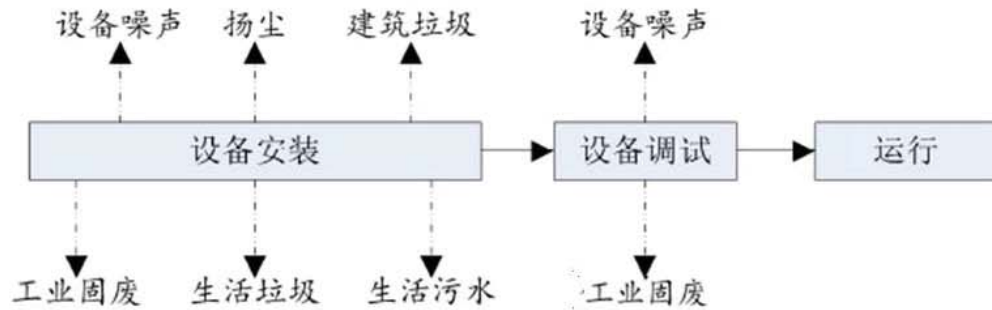 设备噪声 扬尘 建筑垃圾 设备噪声
设备安装 设备调试 运行
工业固废 生活垃圾 生活污水 工业固废